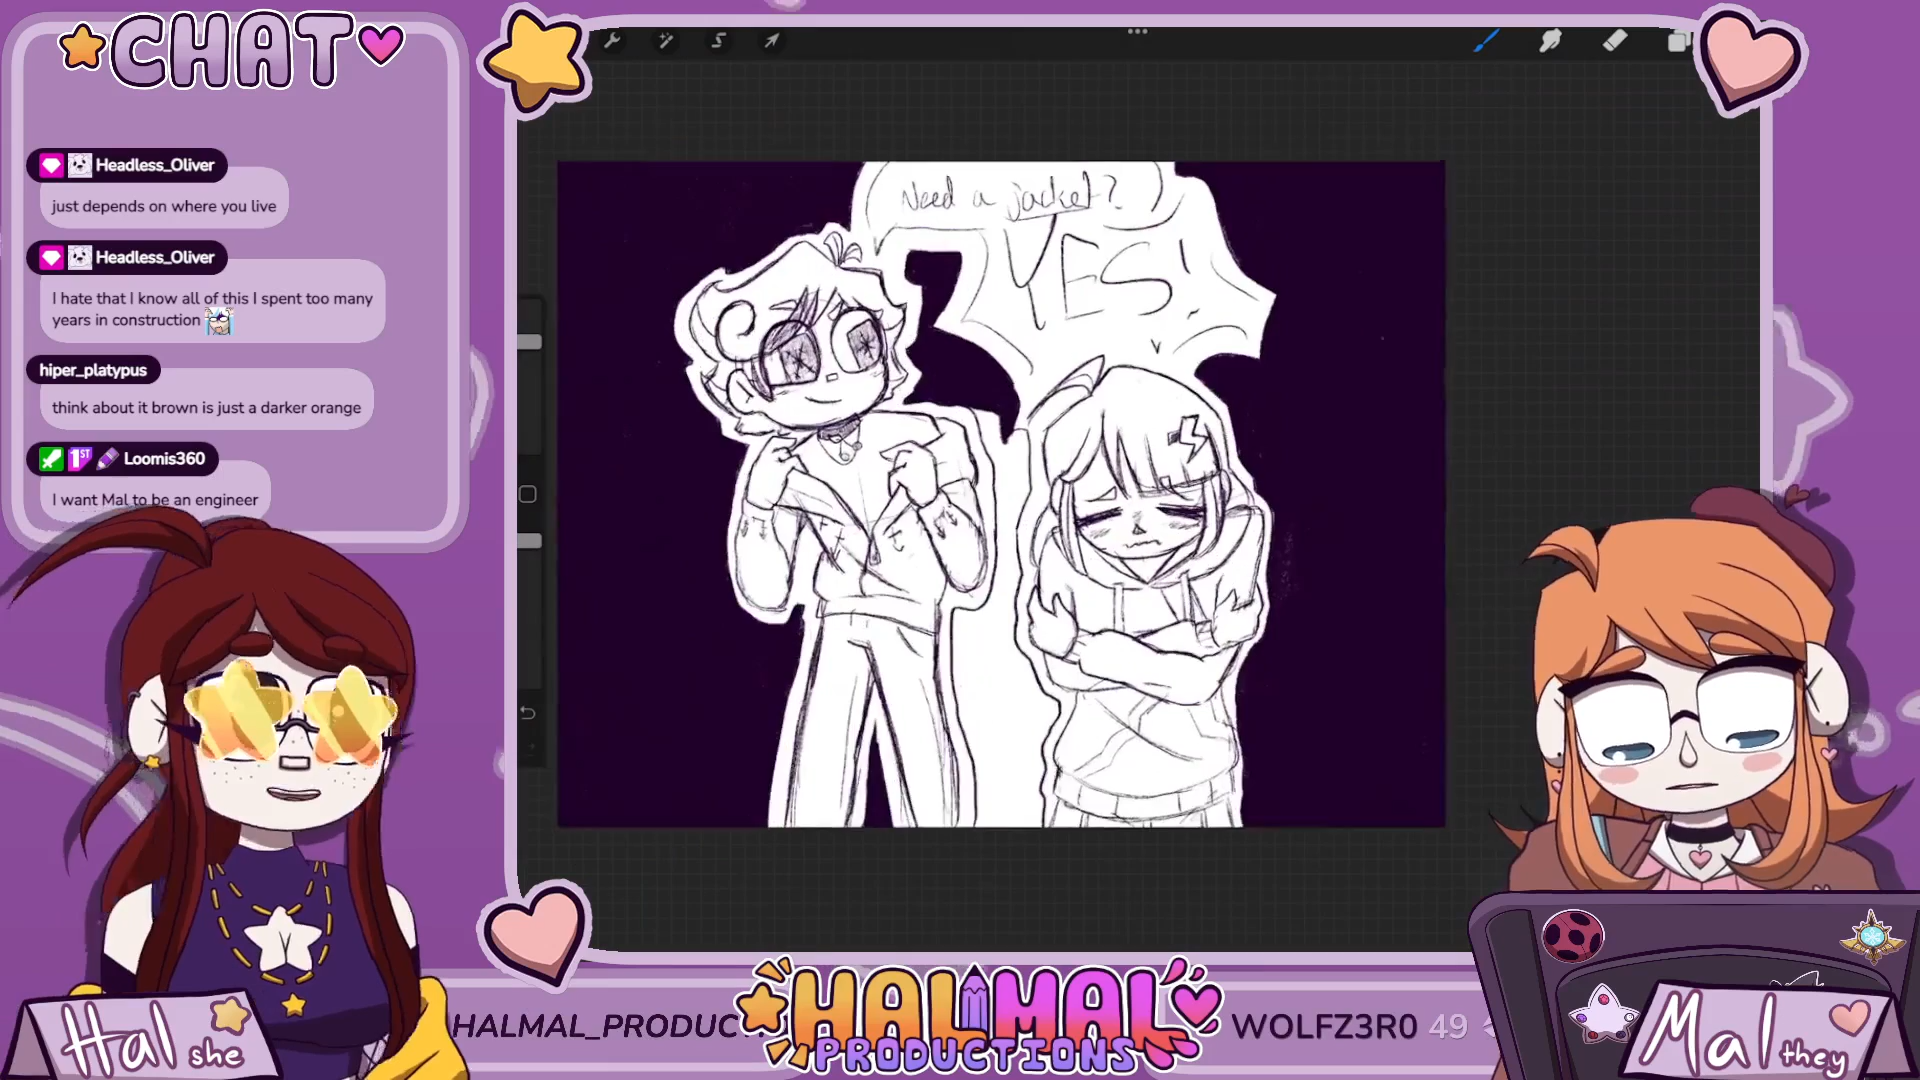 CHAT
Headless_Oliver
just depends on where you live
Headless_Oliver
I hate that I know all of this I spent too many
years in construction
hiper_platypus
think about it brown is just a darker orange
1ST Loomis360
I want Mal to be an engineer
Need a jacket?
YES!
Hal she
HALMAL_PRODUC
HALMAL
PRODUCTIONS
WOLFZ3R0 49
Mal they